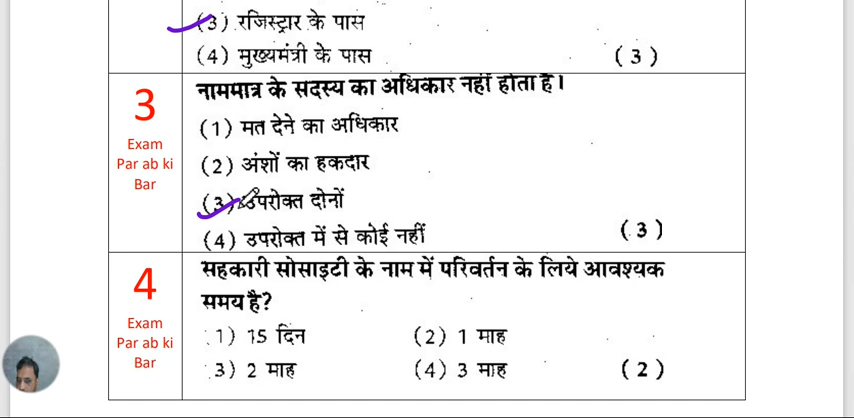 (3) रजिस्ट्रार के पास
(4) मुख्यमंत्री के पास (3)
3
Exam
Par ab ki
Bar
नाममात्र के सदस्य का अधिकार नहीं होता है।
(1) मत देने का अधिकार
(2) अंशों का हकदार
(3) उपरोक्त दोनों
(4) उपरोक्त में से कोई नहीं (3)
4
Exam
Par ab ki
Bar
सहकारी सोसाइटी के नाम में परिवर्तन के लिये आवश्यक
समय है?
1) 15 दिन (2) 1 माह
3) 2 माह (4) 3 माह (2)